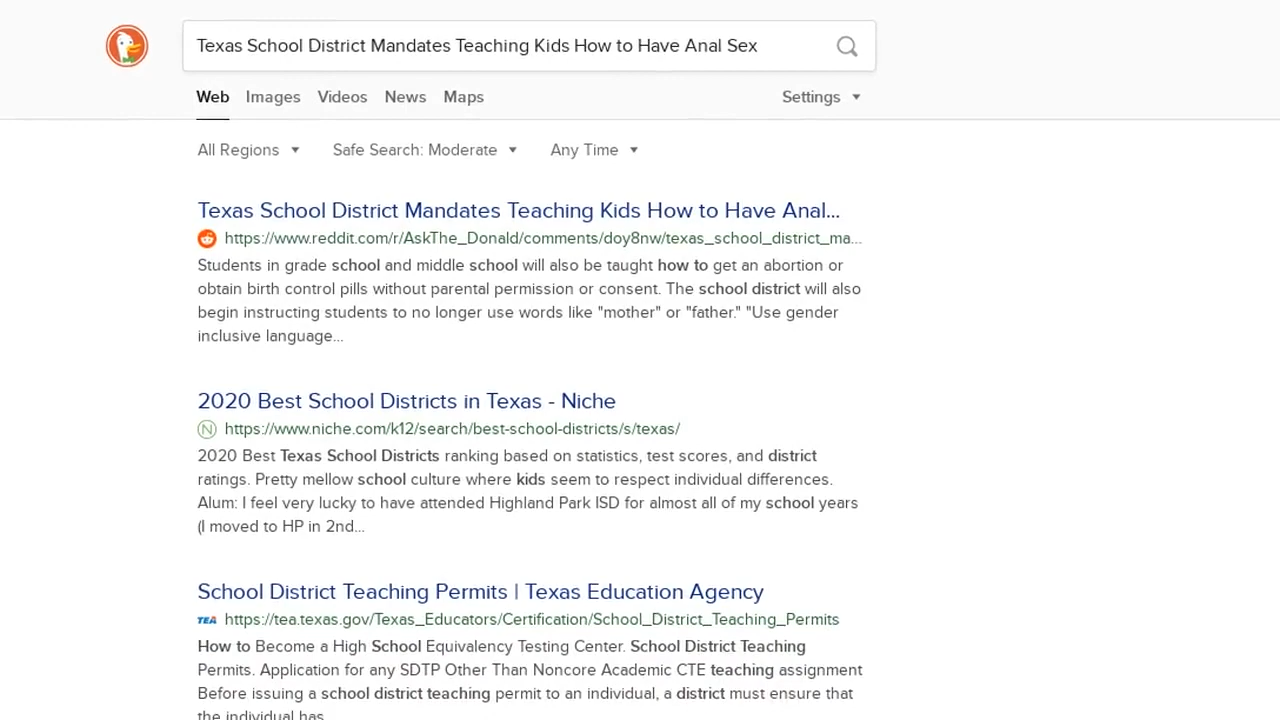 Texas School District Mandates Teaching Kids How to Have Anal Sex
Web Images Videos News Maps Settings
All Regions Safe Search: Moderate Any Time
Texas School District Mandates Teaching Kids How to Have Anal...
https://www.reddit.com/r/AskThe_Donald/comments/doy8nw/texas_school_district_ma...
Students in grade school and middle school will also be taught how to get an abortion or
obtain birth control pills without parental permission or consent. The school district will also
begin instructing students to no longer use words like "mother" or "father." "Use gender
inclusive language...
2020 Best School Districts in Texas - Niche
N https://www.niche.com/k12/search/best-school-districts/s/texas/
2020 Best Texas School Districts ranking based on statistics, test scores, and district
ratings. Pretty mellow school culture where kids seem to respect individual differences.
Alum: I feel very lucky to have attended Highland Park ISD for almost all of my school years
(I moved to HP in 2nd...
School District Teaching Permits | Texas Education Agency
TEA https://tea.texas.gov/Texas_Educators/Certification/School_District_Teaching_Permits
How to Become a High School Equivalency Testing Center. School District Teaching
Permits. Application for any SDTP Other Than Noncore Academic CTE teaching assignment
Before issuing a school district teaching permit to an individual, a district must ensure that
the individual has